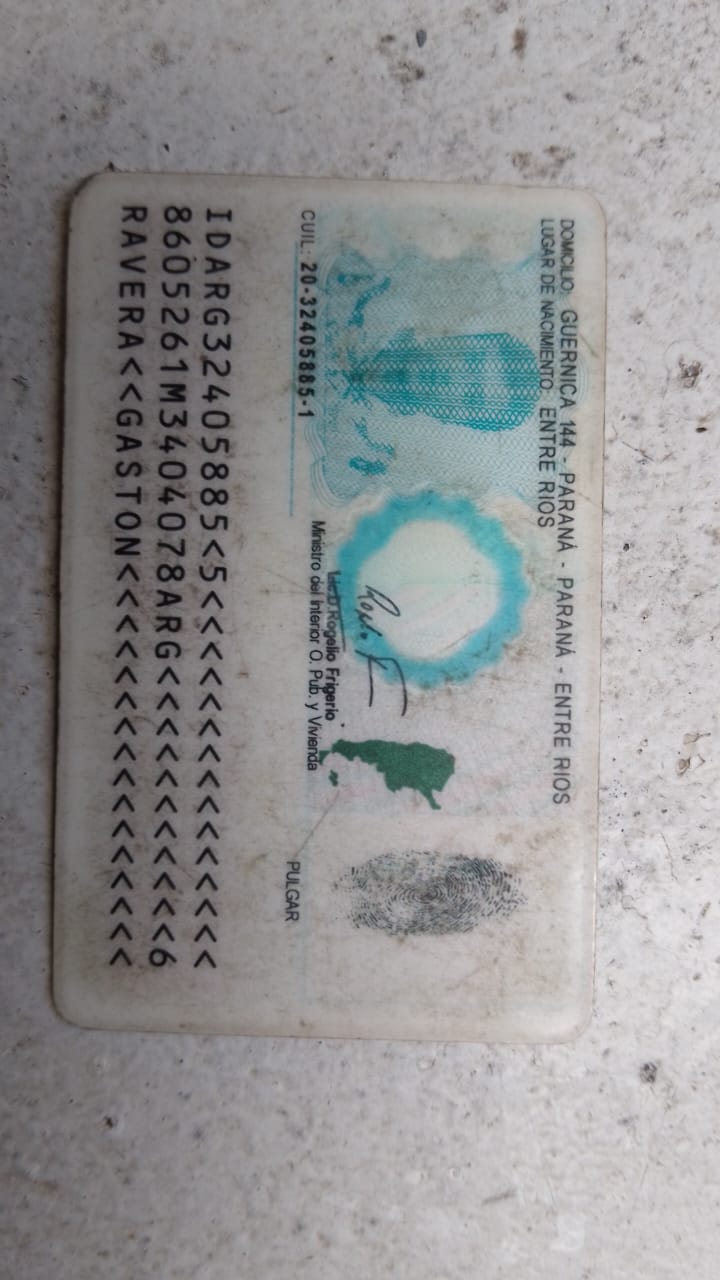 DOMICILIO: GUERNICA 144 - PARANÁ - PARANÁ - ENTRE RIOS
LUGAR DE NACIMIENTO: ENTRE RIOS
Rogelio Frigerio
Ministro del Interior O. Pub. y Vivienda
CUIL: 20-32405885-1
PULGAR
IDARG32405885<5<<<<<<<<<<<<<<<
8605261M3404078ARG<<<<<<<<<<<6
RAVERA<<GASTON<<<<<<<<<<<<<<<<